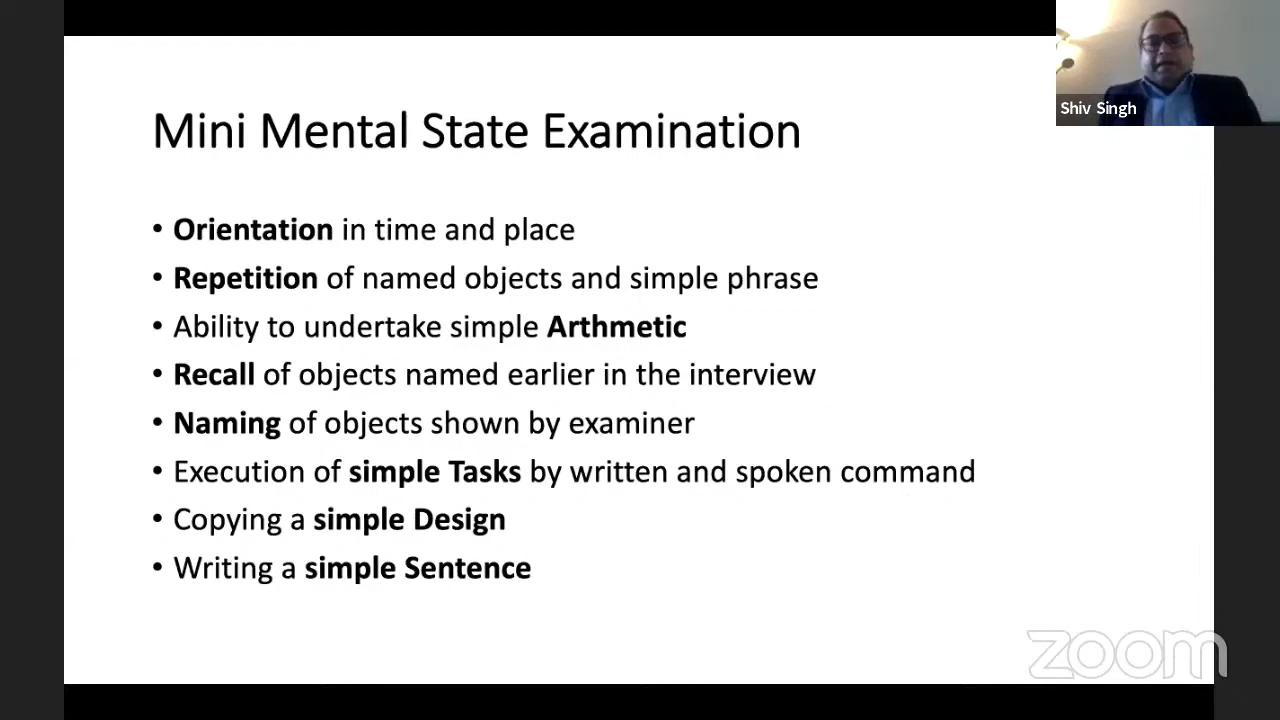 Shiv Singh
Mini Mental State Examination
• Orientation in time and place
• Repetition of named objects and simple phrase
• Ability to undertake simple Arthmetic
• Recall of objects named earlier in the interview
• Naming of objects shown by examiner
• Execution of simple Tasks by written and spoken command
• Copying a simple Design
• Writing a simple Sentence
zoom